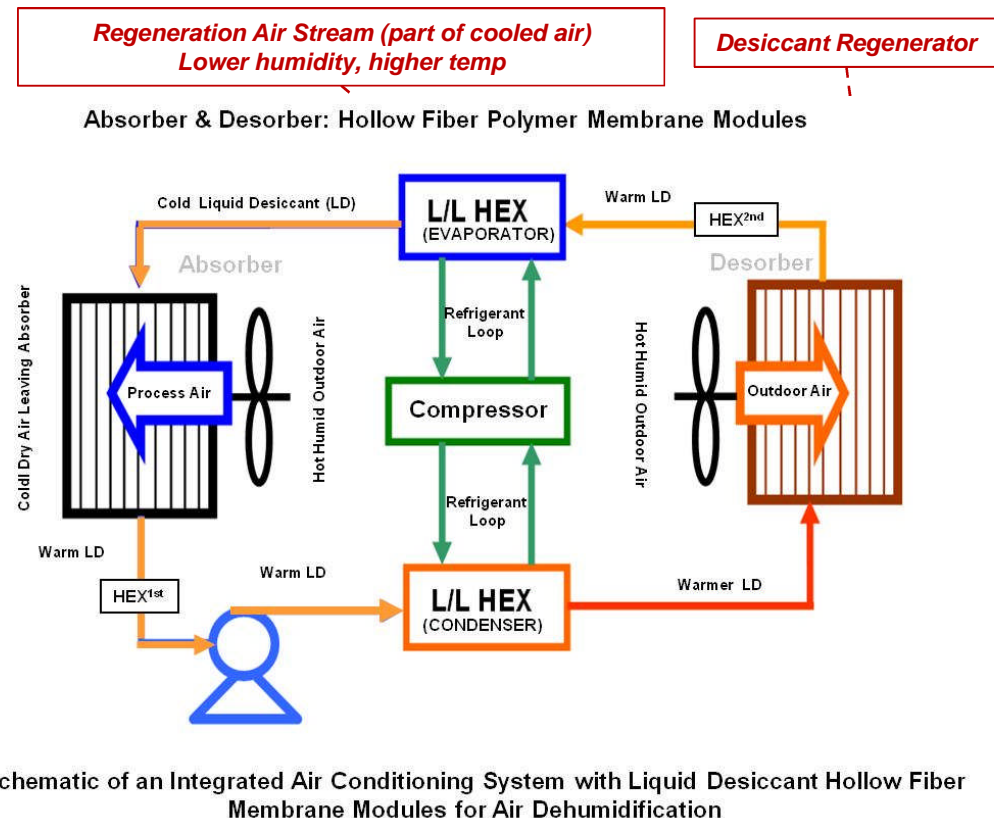 Regeneration Air Stream (part of cooled air)
Lower humidity, higher temp
Desiccant Regenerator
Absorber & Desorber: Hollow Fiber Polymer Membrane Modules
Cold Liquid Desiccant (LD)
L/L HEX
(EVAPORATOR)
Warm LD
HEX2nd
Absorber
Desorber
Refrigerant
Loop
Coldl Dry Air Leaving Absorber
Process Air
Hot Humid Outdoor Air
Compressor
Hot Humid Outdoor Air
Outdoor Air
Refrigerant
Loop
Warm LD
HEX1st
Warm LD
L/L HEX
(CONDENSER)
Warmer LD
chematic of an Integrated Air Conditioning System with Liquid Desiccant Hollow Fiber
Membrane Modules for Air Dehumidification